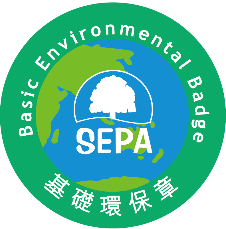 Basic Environmental Badge
SEPA
基礎環保章